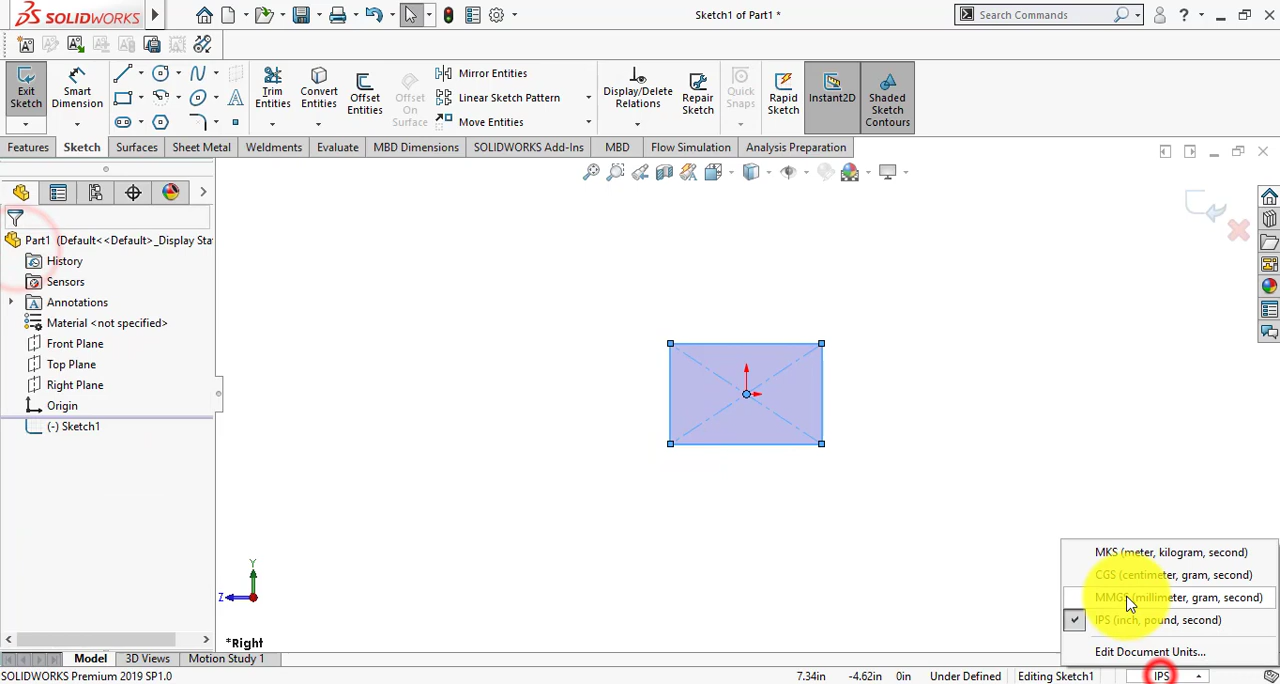 3S SOLIDWORKS
Sketch1 of Part1 *
Search Commands
?
Exit Sketch
Smart Dimension
Trim Entities
Convert Entities
Offset Entities
Offset On Surface
Mirror Entities
Linear Sketch Pattern
Move Entities
Display/Delete Relations
Repair Sketch
Quick Snaps
Rapid Sketch
Instant2D
Shaded Sketch Contours
Features Sketch Surfaces Sheet Metal Weldments Evaluate MBD Dimensions SOLIDWORKS Add-Ins MBD Flow Simulation Analysis Preparation
Part1 (Default<<Default>_Display Sta
History
Sensors
Annotations
Material <not specified>
Front Plane
Top Plane
Right Plane
Origin
(-) Sketch1
Y
Z
*Right
MKS (meter, kilogram, second)
CGS (centimeter, gram, second)
MMGS (millimeter, gram, second)
IPS (inch, pound, second)
Edit Document Units...
Model 3D Views Motion Study 1
SOLIDWORKS Premium 2019 SP1.0
7.34in -4.62in 0in Under Defined Editing Sketch1 IPS